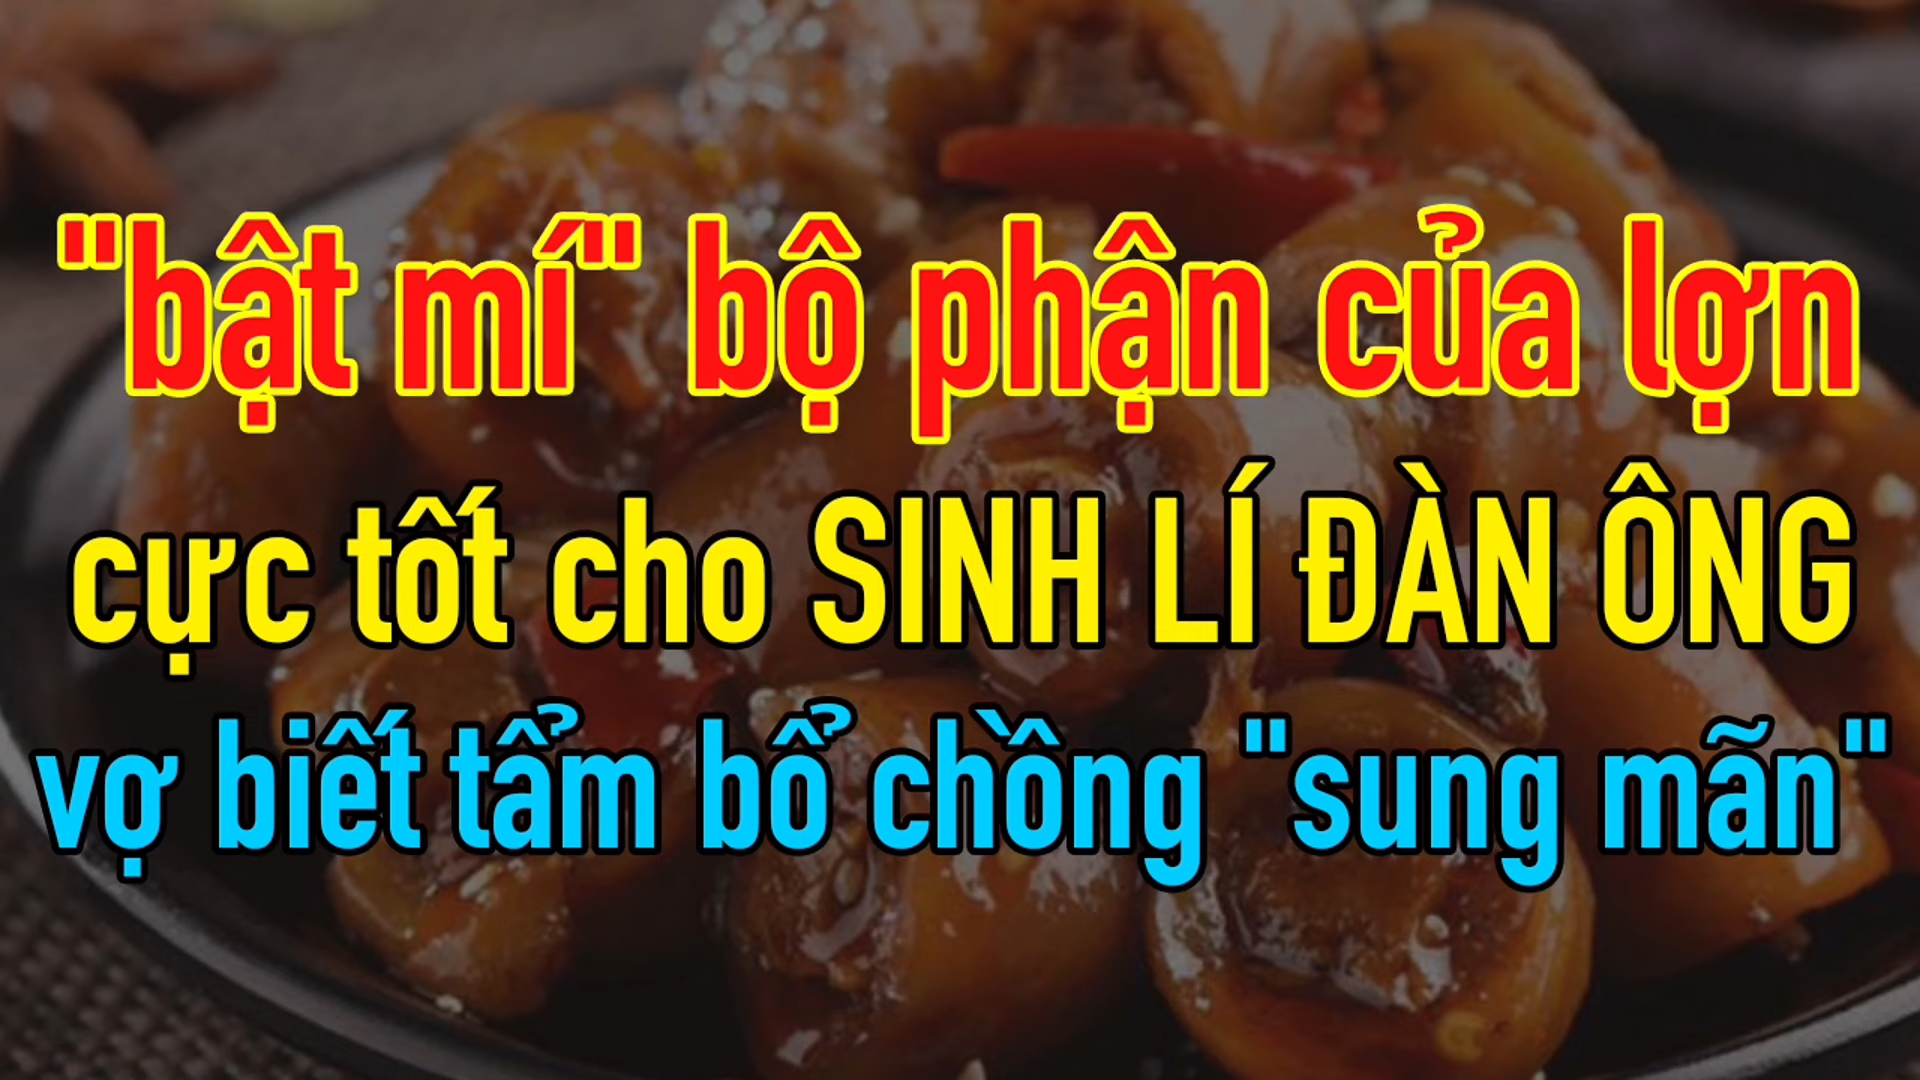 "bật mí" bộ phận của lợn
cực tốt cho SINH LÍ ĐÀN ÔNG
vợ biết tẩm bổ chồng "sung mãn"